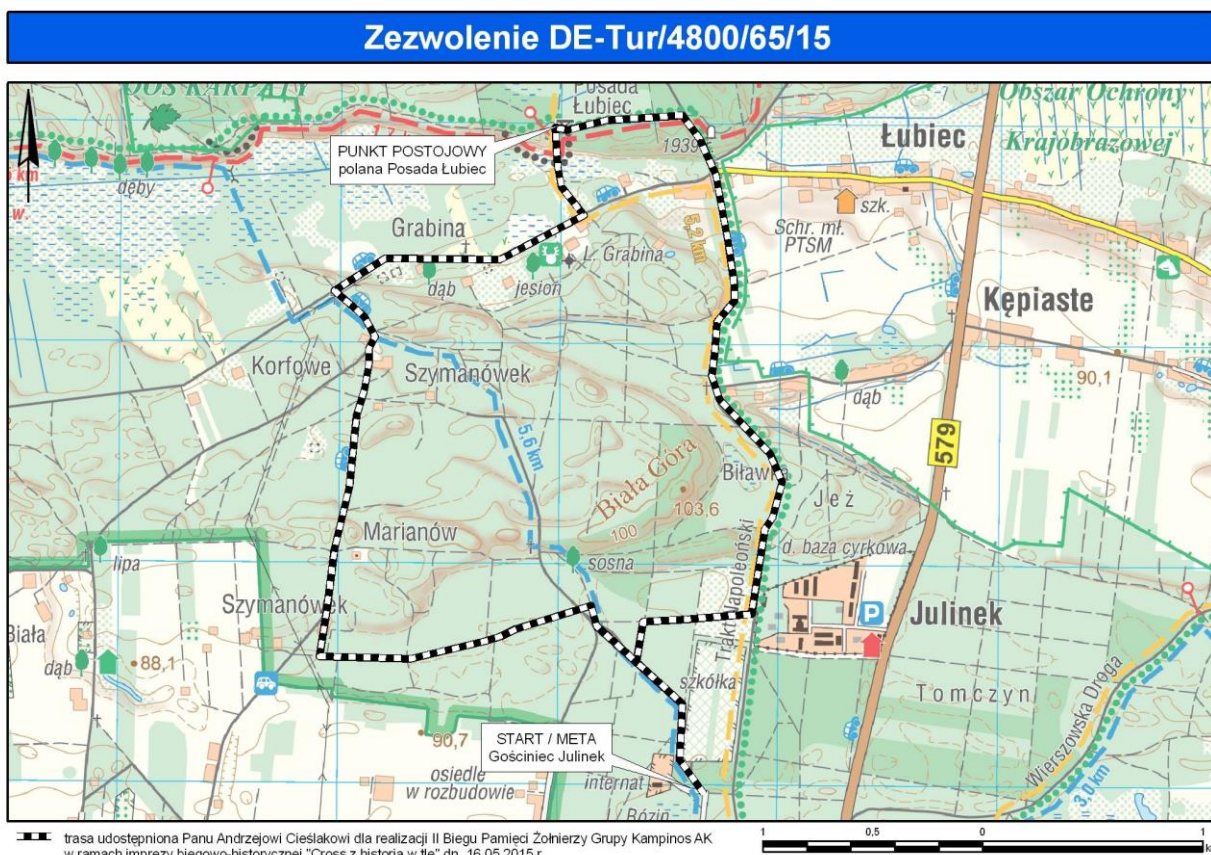 Zezwolenie DE-Tur/4800/65/15
OOŚ KARPATY
Posada
Łubiec
Obszar Ochrony
Krajobrazowej
PUNKT POSTOJOWY
polana Posada Łubiec
1939
Łubiec
dęby
szk.
Schr. mł.
PTSM
Grabina
5,2 km
L. Grabina
dąb
jesion
Kępiaste
Korfowe
Szymanówek
90,1
dąb
579
5,6 km
Biała Góra
Biławka
Jeż
103,6
100
Marianów
d. baza cyrkowa
lipa
sosna
Szymanówek
Trakt Napoleoński
P
Julinek
Biała
88,1
dąb
szkółka
Tomczyn
Wierszowska Droga
START / META
Gościniec Julinek
90,7
osiedle
w rozbudowie
internat
3,0 km
trasa udostępniona Panu Andrzejowi Cieślakowi dla realizacji II Biegu Pamięci Żołnierzy Grupy Kampinos AK
w ramach imprezy biegowo-historycznej "Cross z historią w tle" dn. 16.05.2015 r.
1 0,5 0 1